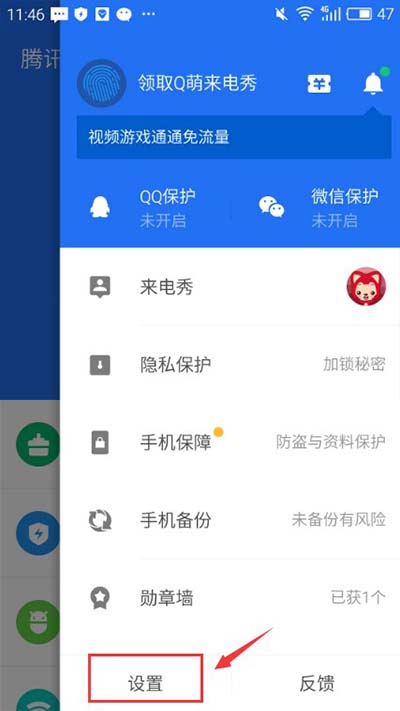 11:46
4G
47
腾讯
领取Q萌来电秀
视频游戏通通免流量
QQ保护
未开启
微信保护
未开启
来电秀
隐私保护
加锁秘密
手机保障
防盗与资料保护
手机备份
未备份有风险
勋章墙
已获1个
设置
反馈